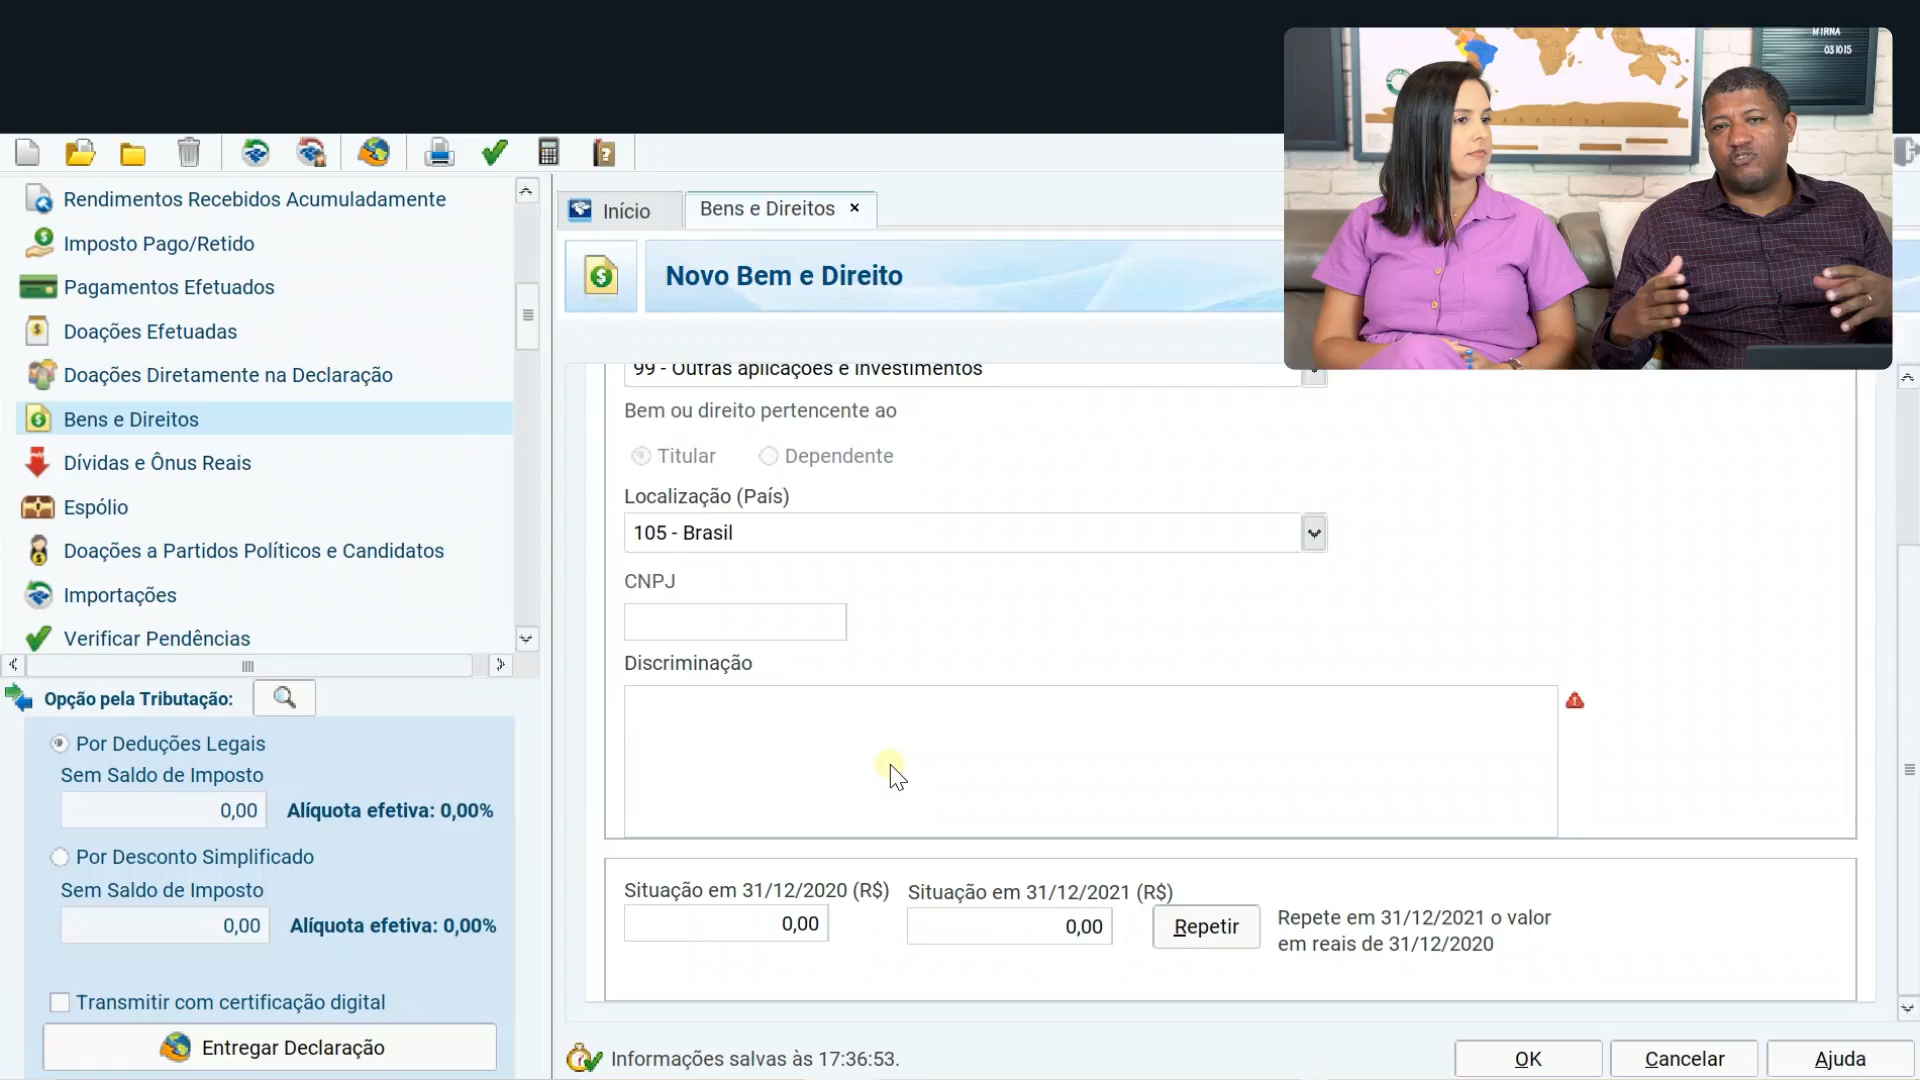 MIRNA
031015
Rendimentos Recebidos Acumuladamente
Imposto Pago/Retido
Pagamentos Efetuados
Doações Efetuadas
Doações Diretamente na Declaração
Bens e Direitos
Dívidas e Ônus Reais
Espólio
Doações a Partidos Políticos e Candidatos
Importações
Verificar Pendências
Opção pela Tributação:
Por Deduções Legais
Sem Saldo de Imposto
0,00 Alíquota efetiva: 0,00%
Por Desconto Simplificado
Sem Saldo de Imposto
0,00 Alíquota efetiva: 0,00%
Transmitir com certificação digital
Entregar Declaração
Início
Bens e Direitos ×
Novo Bem e Direito
99 - Outras aplicações e Investimentos
Bem ou direito pertencente ao
Titular Dependente
Localização (País)
105 - Brasil
CNPJ
Discriminação
Situação em 31/12/2020 (R$) Situação em 31/12/2021 (R$)
0,00 0,00 Repetir
Repete em 31/12/2021 o valor
em reais de 31/12/2020
Informações salvas às 17:36:53.
OK Cancelar Ajuda